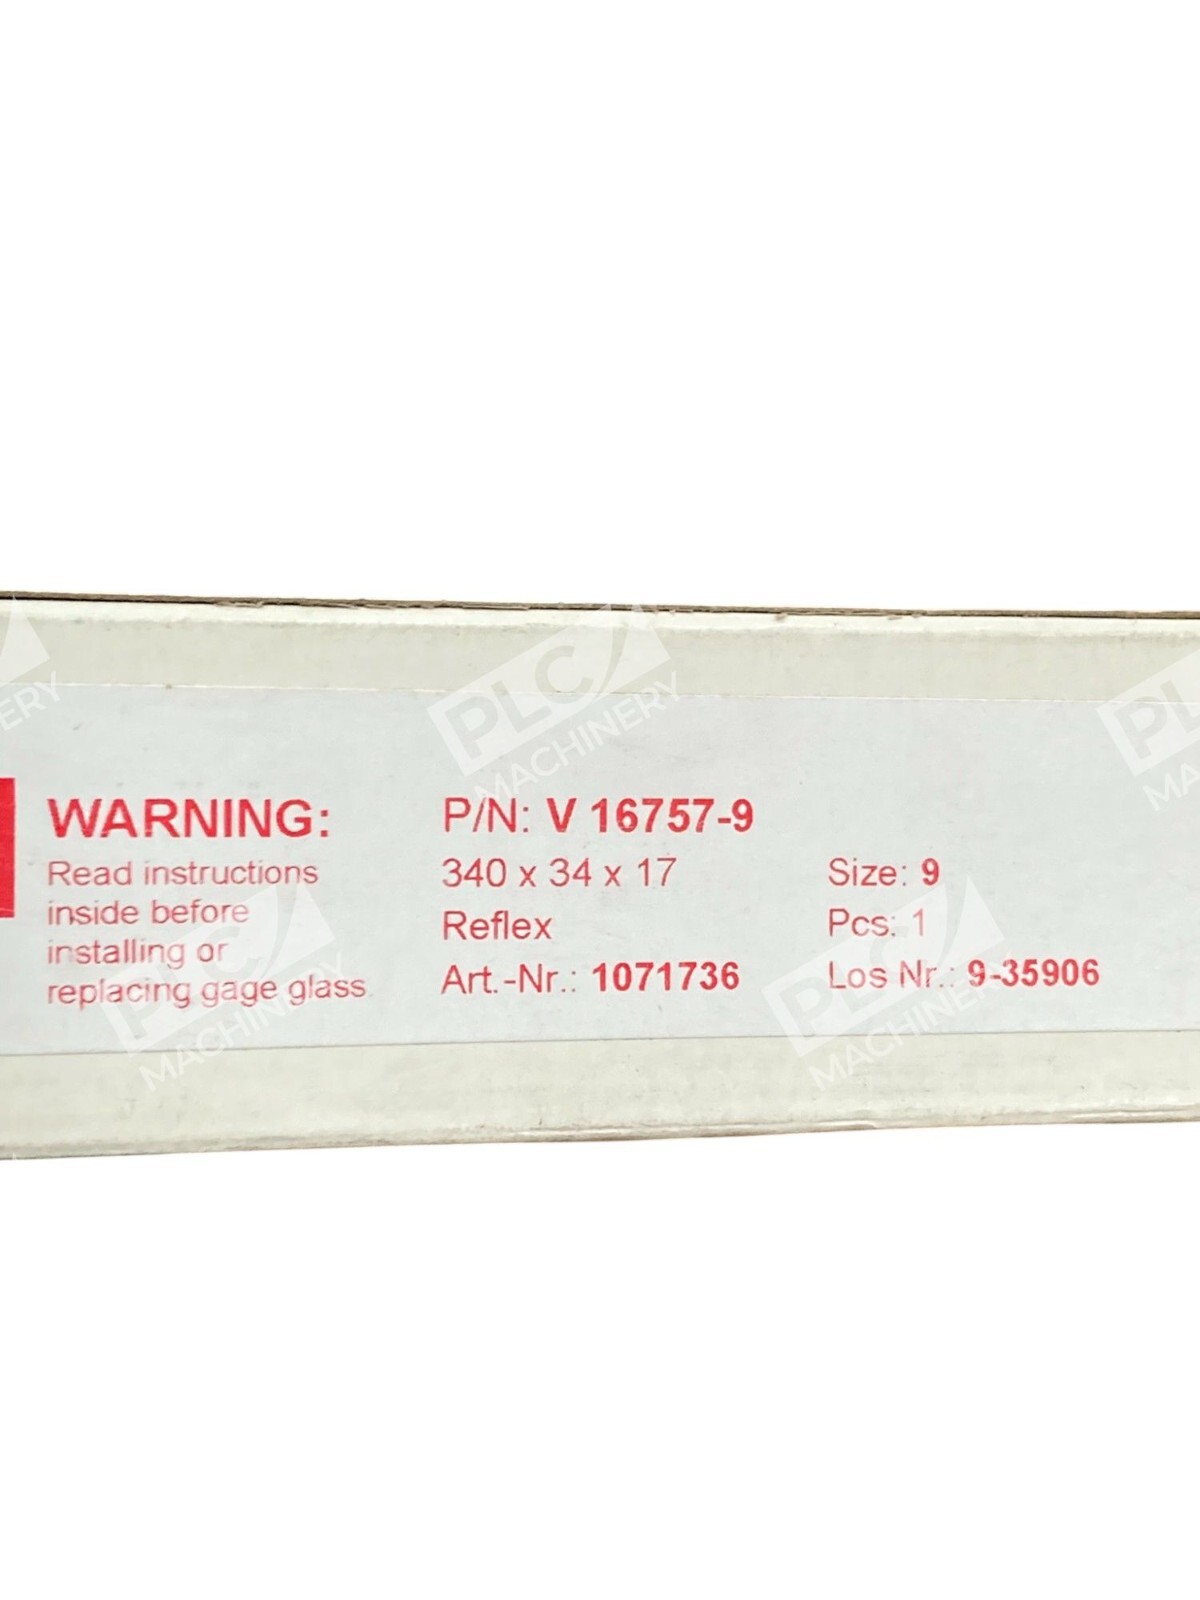 WARNING:
Read instructions
inside before
installing or
replacing gage glass.
P/N: V 16757-9
340 x 34 x 17
Reflex
Art.-Nr.: 1071736
Size: 9
Pcs: 1
Los Nr.: 9-35906
PLC
MACHINERY
PLC
MACHINERY
PLC
MACHINERY